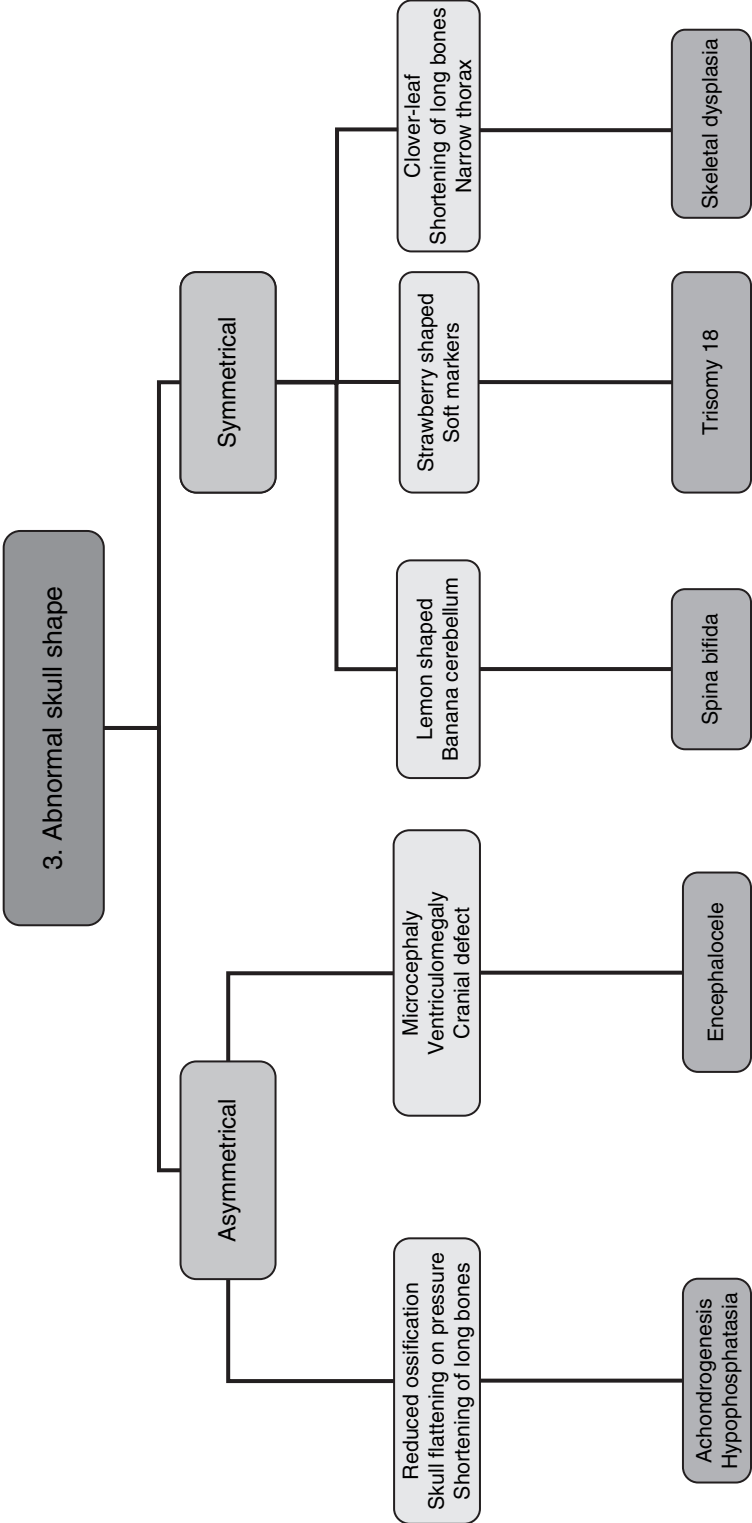 3. Abnormal skull shape
Asymmetrical
Symmetrical
Reduced ossification
Skull flattening on pressure
Shortening of long bones
Microcephaly
Ventriculomegaly
Cranial defect
Lemon shaped
Banana cerebellum
Strawberry shaped
Soft markers
Clover-leaf
Shortening of long bones
Narrow thorax
Achondrogenesis
Hypophosphatasia
Encephalocele
Spina bifida
Trisomy 18
Skeletal dysplasia